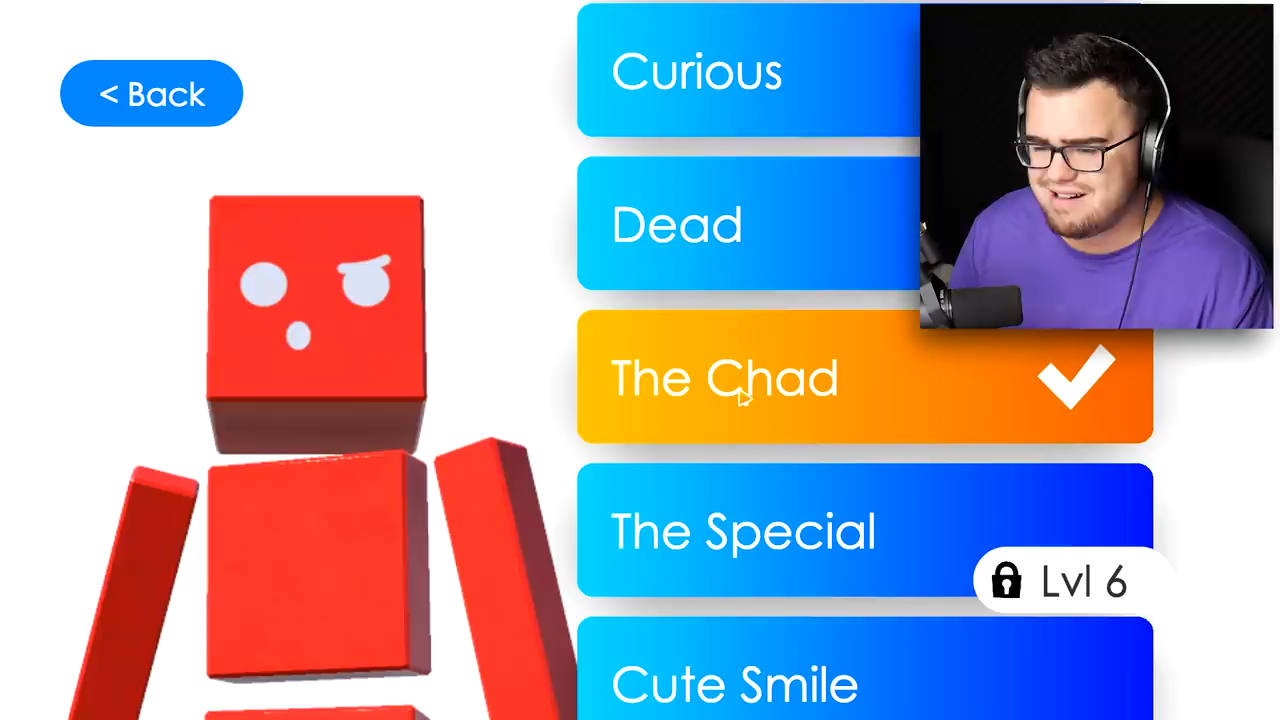 < Back
Curious
Dead
The Chad
The Special
Lvl 6
Cute Smile